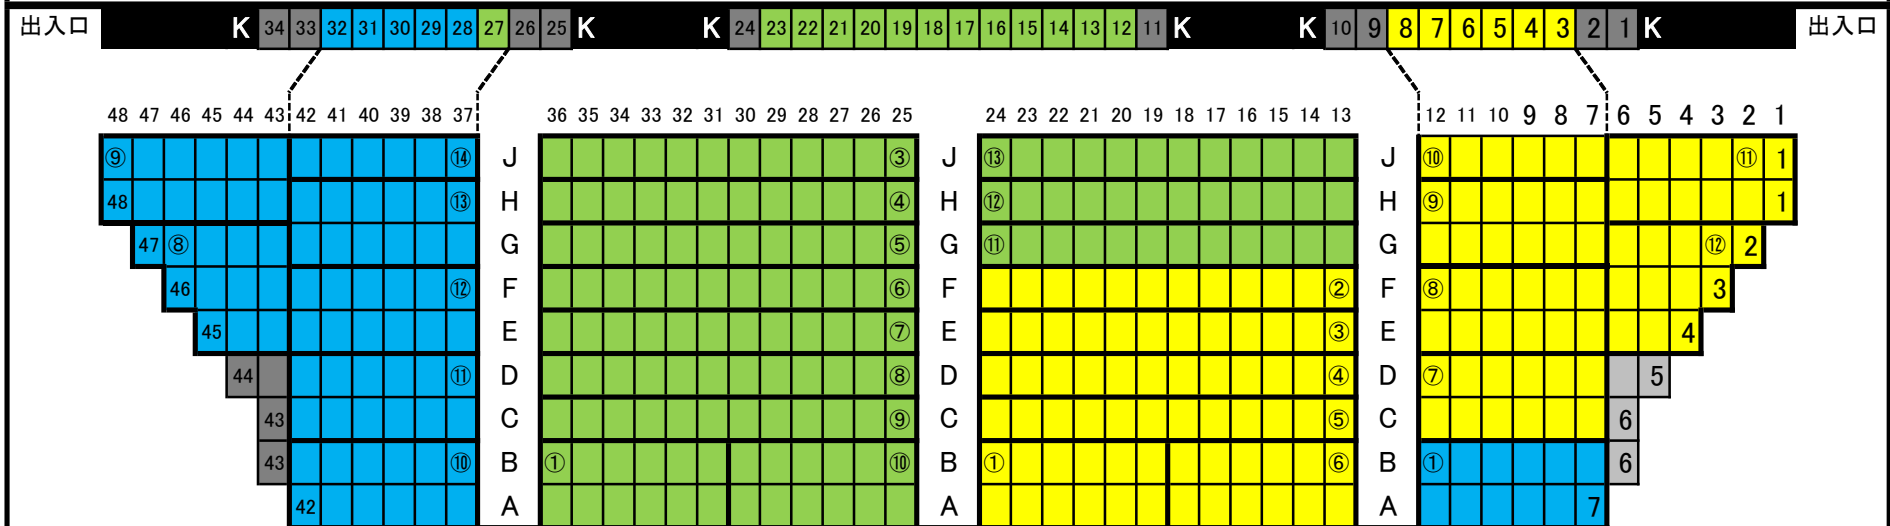 出入口 K 34 33 32 31 30 29 28 27 26 25 K K 24 23 22 21 20 19 18 17 16 15 14 13 12 11 K K 10 9 8 7 6 5 4 3 2 1 K 出入口
48 47 46 45 44 43 42 41 40 39 38 37 36 35 34 33 32 31 30 29 28 27 26 25 24 23 22 21 20 19 18 17 16 15 14 13 12 11 10 9 8 7 6 5 4 3 2 1
⑨ ⑭ J ③ J ⑬ J ⑩ ⑪ 1
48 ⑬ H ④ H ⑫ H ⑨ 1
47 ⑧ G ⑤ G ⑪ G ⑫ 2
46 ⑫ F ⑥ F ② F ⑧ 3
45 E ⑦ E ③ E 4
44 ⑪ D ⑧ D ④ D ⑦ 5
43 C ⑨ C ⑤ C 6
43 ⑩ B ① ⑩ B ① ⑥ B ① 6
42 A A A 7